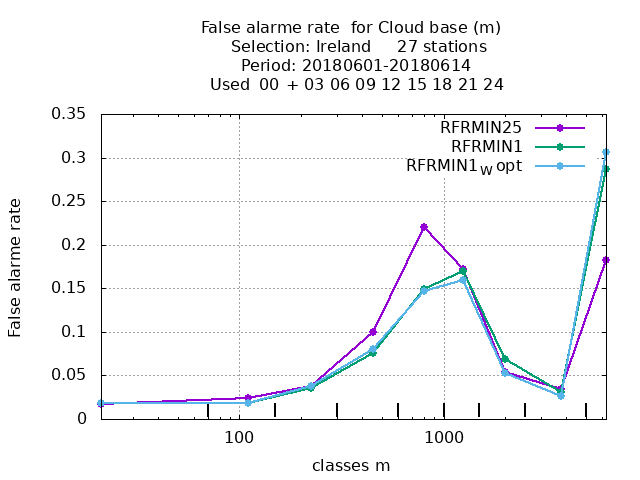 False alarme rate  for Cloud base (m)
Selection: Ireland     27 stations
Period: 20180601-20180614
Used  00 + 03 06 09 12 15 18 21 24
0.35
0.3
0.25
0.2
0.15
0.1
0.05
0
False alarme rate
RFRMIN25
RFRMIN1
RFRMIN1W opt
100
1000
classes m